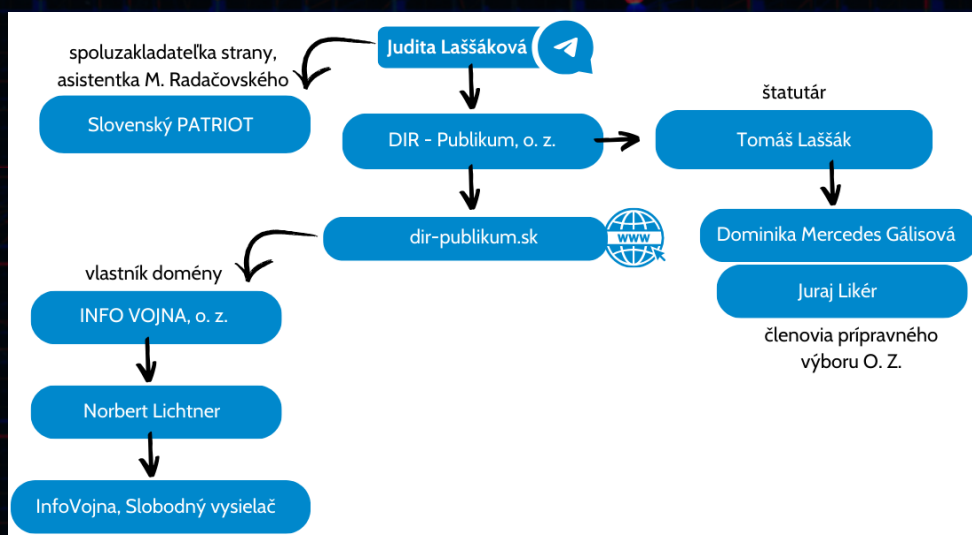 Judita Laššáková
spoluzakladateľka strany,
asistentka M. Radačovského
Slovenský PATRIOT
DIR - Publikum, o. z.
štatutár
Tomáš Laššák
dir-publikum.sk
WWW
Dominika Mercedes Gálisová
Juraj Likér
členovia prípravného
výboru O. Z.
vlastník domény
INFO VOJNA, o. z.
Norbert Lichtner
InfoVojna, Slobodný vysielač